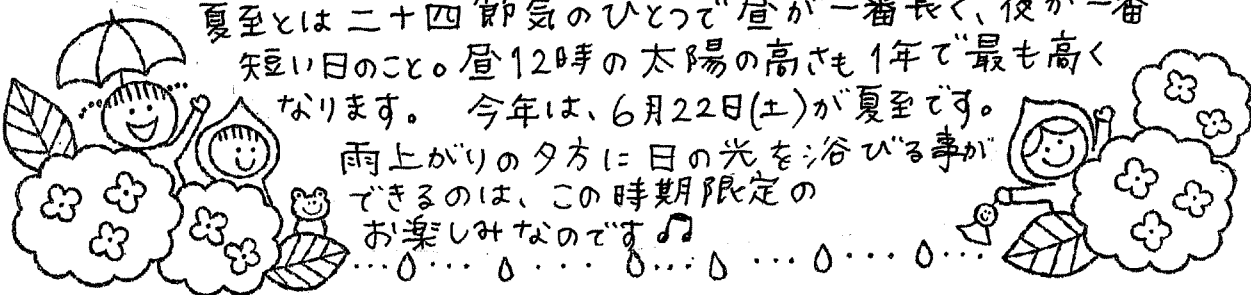 夏至とは二十四節気のひとつで昼が一番長く、夜が一番
短い日のこと。昼12時の太陽の高さも1年で最も高く
なります。 今年は、6月22日(土)が夏至です。
雨上がりの夕方に日の光を浴びる事が
できるのは、この時期限定の
お楽しみなのです♫